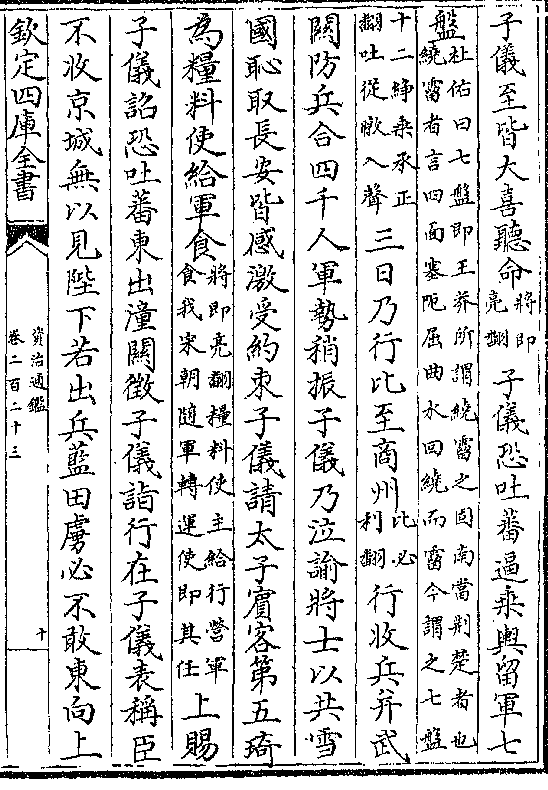 子儀至皆大喜聽命將即亮翻子儀恐吐蕃逼乘輿留軍七
盤杜佑曰七盤即王莽所謂繞霤之固南當荆楚者也繞霤者言四面塞阨屈曲水回繞而霤今謂之七盤
十二繂乘承正翻吐從暾入聲三日乃行比至商州比必利翻行收兵并武
關防兵合四千人軍勢稍振子儀乃泣諭將士以共雪
國恥取長安皆感激受約束子儀請太子賓客第五琦
為糧料使給軍食將即亮翻糧料使主給行營軍食我宋朝隨軍轉運使即其任上賜
子儀詔恐吐蕃東出潼關徵子儀詣行在子儀表稱臣
不收京城無以見陛下若出兵藍田虜必不敢東向上
欽定四庫全書
資治通鑑
卷二百二十三
十